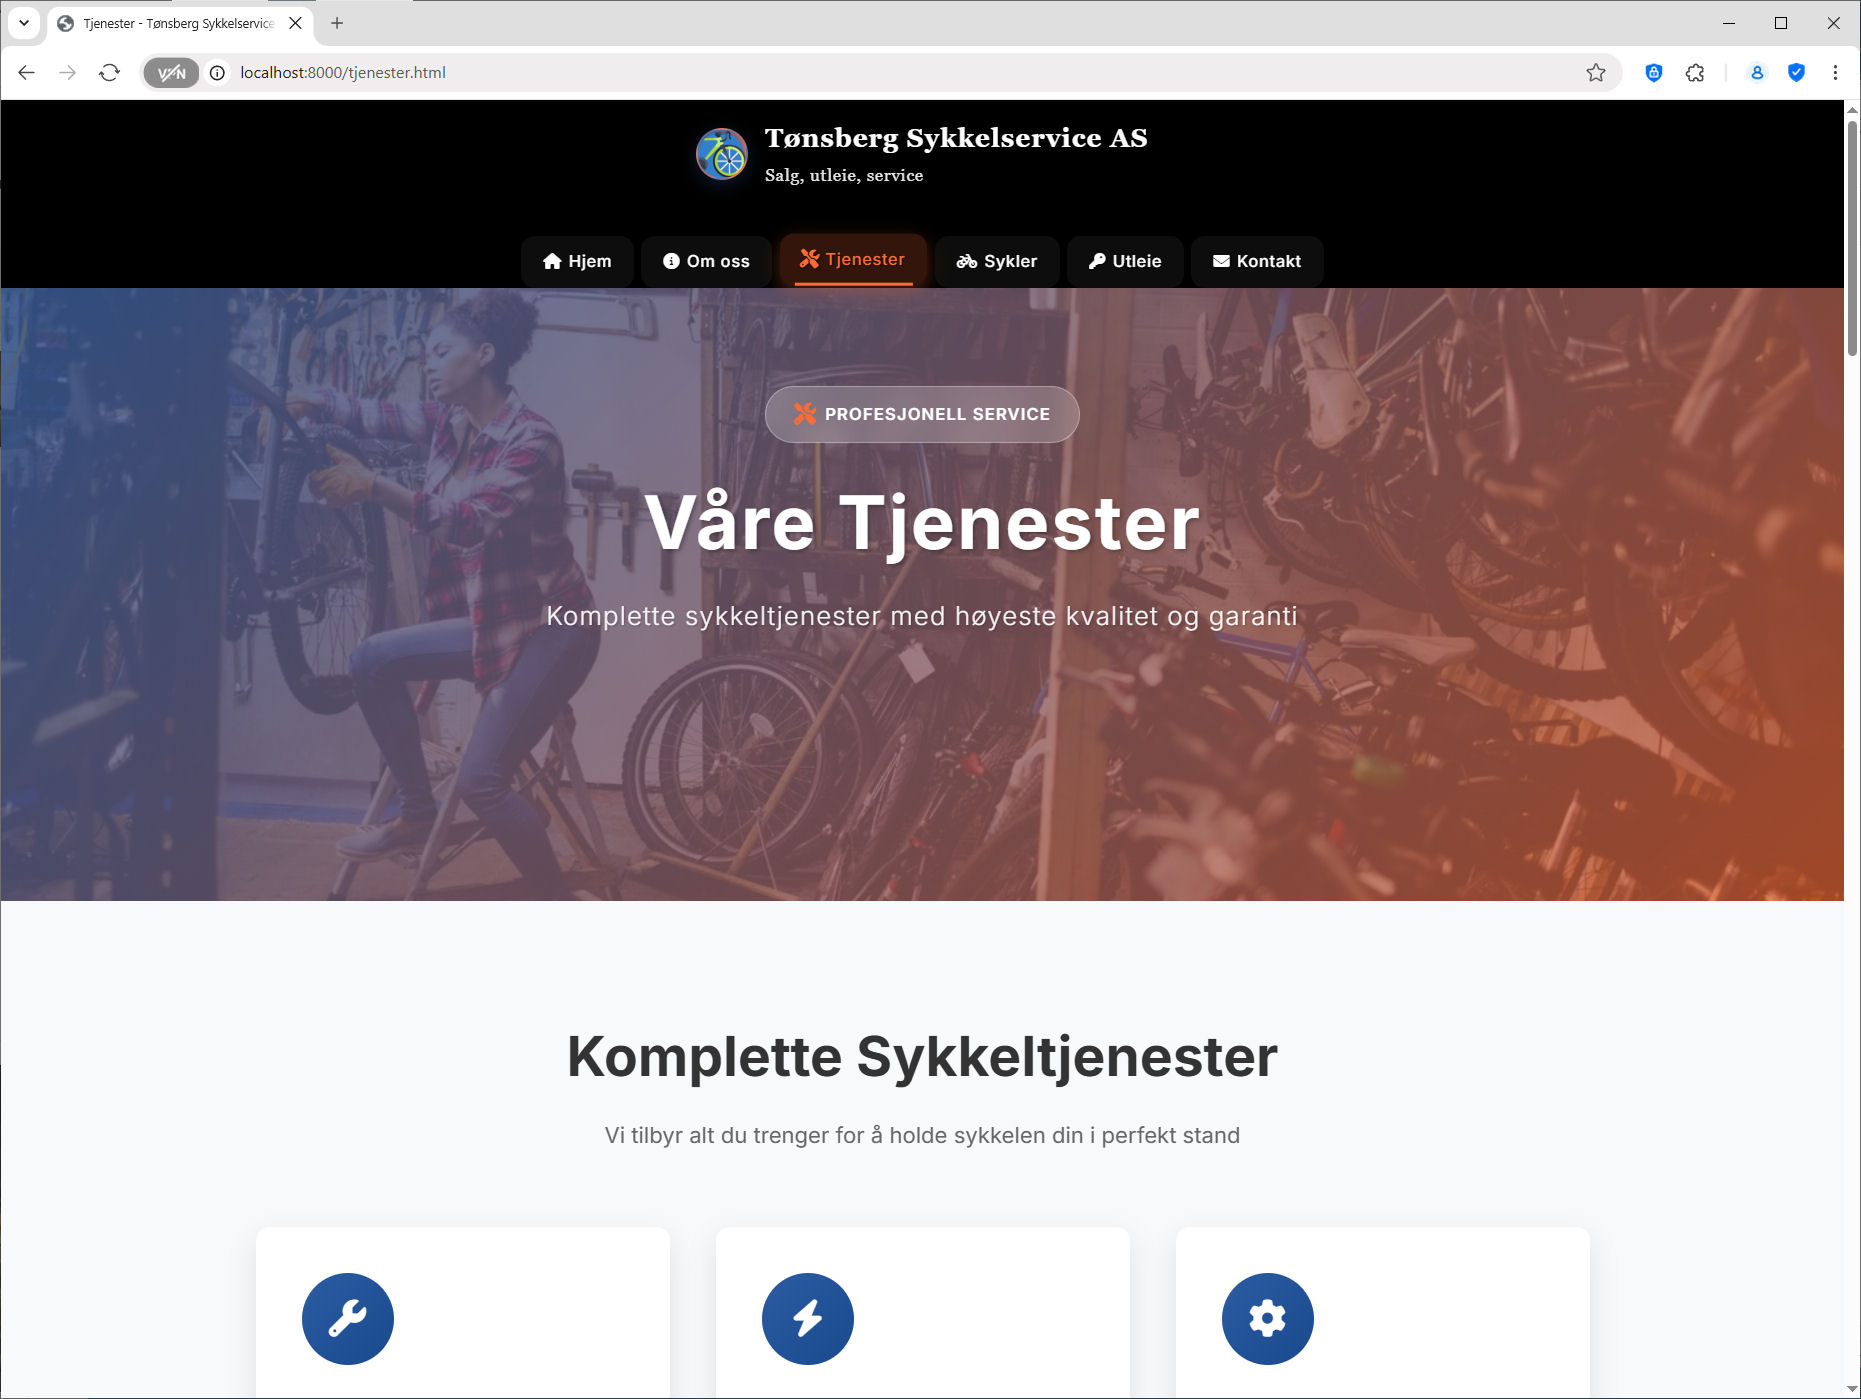 Tjenester - Tønsberg Sykkelservice
VPN
localhost:8000/tjenester.html
Tønsberg Sykkelservice AS
Salg, utleie, service
Hjem
Om oss
Tjenester
Sykler
Utleie
Kontakt
PROFESJONELL SERVICE
Våre Tjenester
Komplette sykkeltjenester med høyeste kvalitet og garanti
Komplette Sykkeltjenester
Vi tilbyr alt du trenger for å holde sykkelen din i perfekt stand